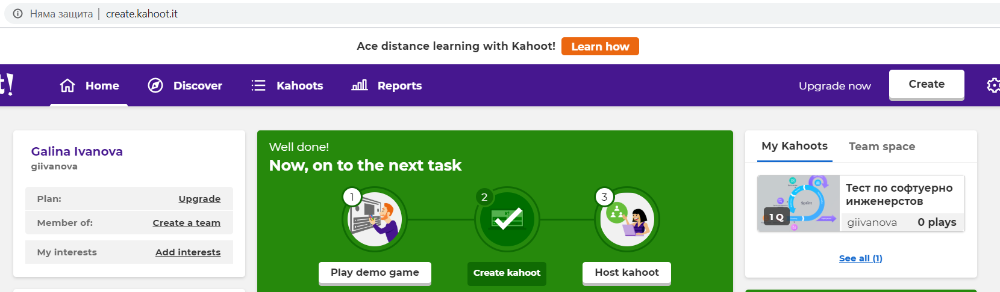 Няма защита | create.kahoot.it
Ace distance learning with Kahoot! Learn how
t!
Home
Discover
Kahoots
Reports
Upgrade now
Create
Galina Ivanova
giivanova
Plan: Upgrade
Member of: Create a team
My interests Add interests
Well done!
Now, on to the next task
1
2
3
K!
Play demo game
Create kahoot
Host kahoot
My Kahoots
Team space
Sprint
1 Q
Тест по софтуерно
инженерстов
giivanova 0 plays
See all (1)